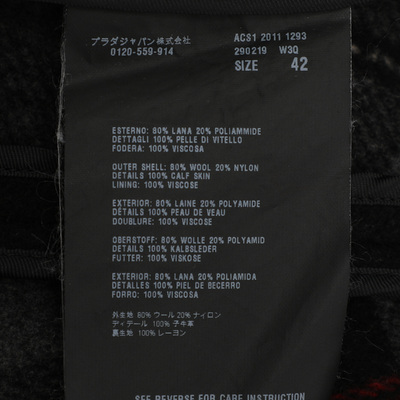 プラダジャパン株式会社
0120-559-914
ACS1 2011 1293
290219 W3Q
SIZE 42
ESTERNO: 80% LANA 20% POLIAMMIDE
DETTAGLI 100% PELLE DI VITELLO
FODERA: 100% VISCOSA
OUTER SHELL: 80% WOOL 20% NYLON
DETAILS 100% CALF SKIN
LINING: 100% VISCOSE
EXTERIOR: 80% LAINE 20% POLYAMIDE
DÉTAILS 100% PEAU DE VEAU
DOUBLURE: 100% VISCOSE
OBERSTOFF: 80% WOLLE 20% POLYAMID
DETAILS 100% KALBSLEDER
FUTTER: 100% VISKOSE
EXTERIOR: 80% LANA 20% POLIAMIDA
DETALLES 100% PIEL DE BECERRO
FORRO: 100% VISCOSA
外生地 80% ウール 20% ナイロン
ディテール 100% 子牛革
裏生地 100% レーヨン
SEE REVERSE FOR CARE INSTRUCTION